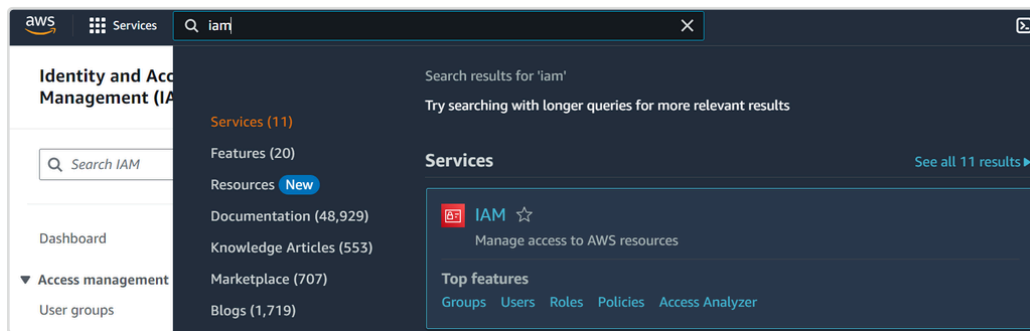 aws
Services
iam
Identity and Acc
Management (IA
Search IAM
Dashboard
Access management
User groups
Services (11)
Features (20)
Resources New
Documentation (48,929)
Knowledge Articles (553)
Marketplace (707)
Blogs (1,719)
Search results for 'iam'
Try searching with longer queries for more relevant results
Services
See all 11 results
IAM
Manage access to AWS resources
Top features
Groups Users Roles Policies Access Analyzer